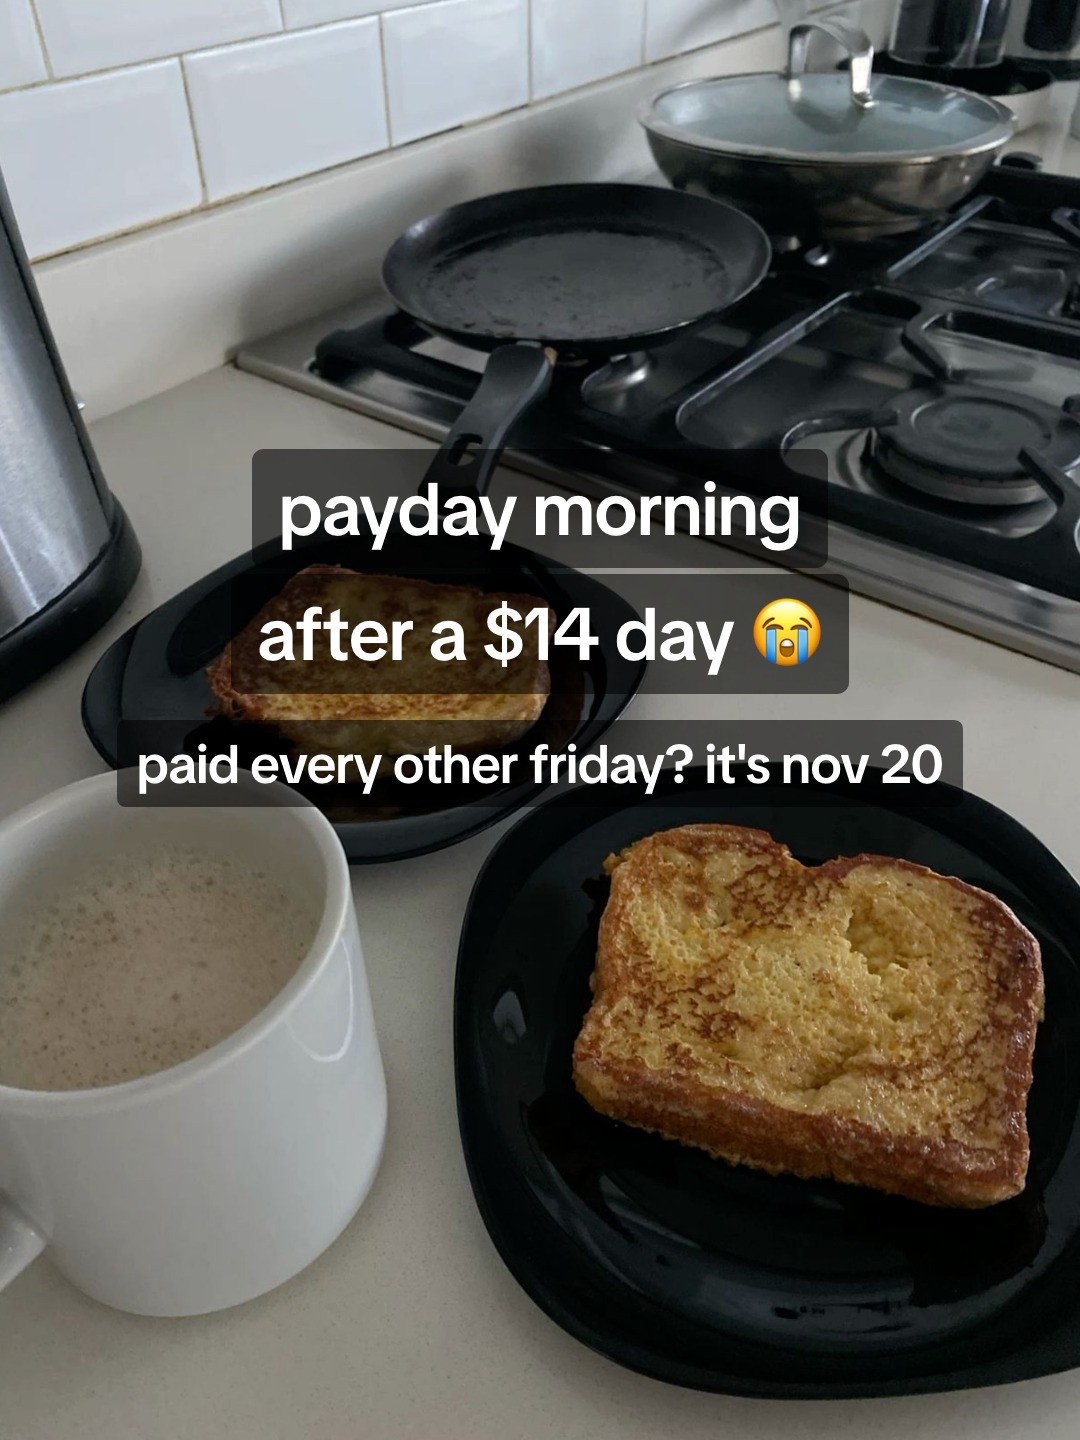 payday morning
after a $14 day 😭
paid every other friday? it's nov 20